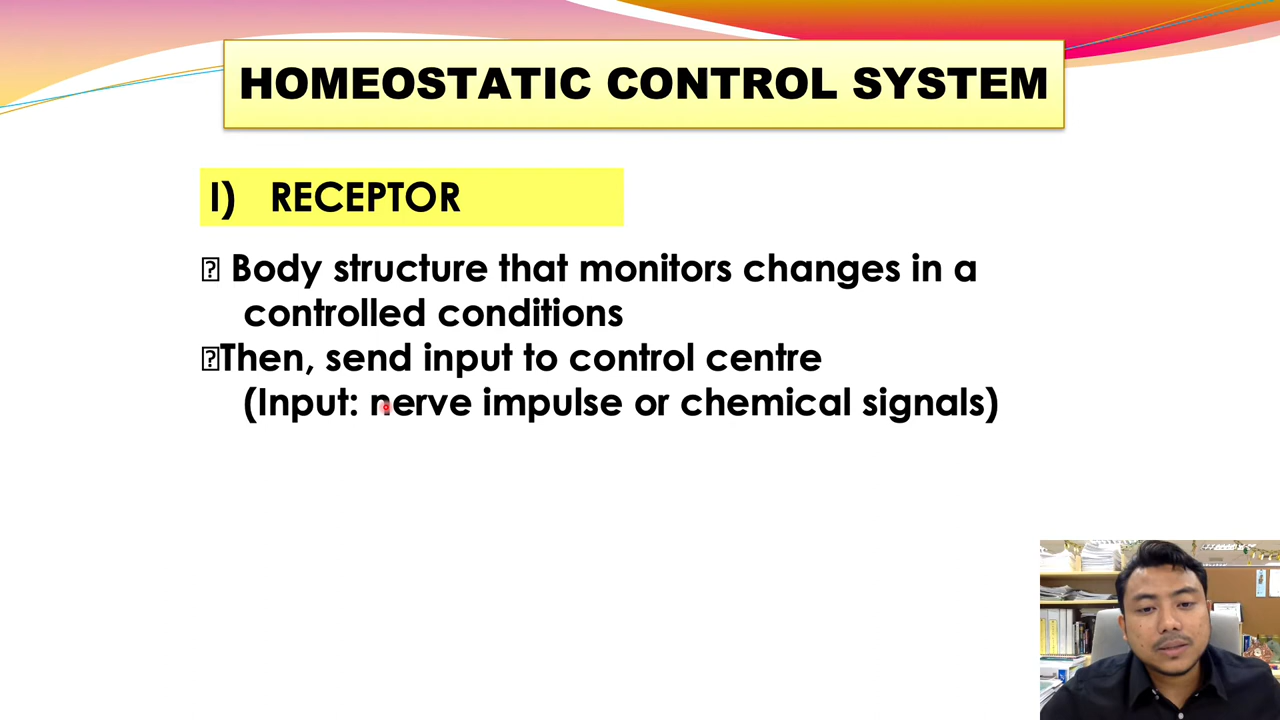 HOMEOSTATIC CONTROL SYSTEM
I) RECEPTOR
Body structure that monitors changes in a
controlled conditions
Then, send input to control centre
(Input: nerve impulse or chemical signals)